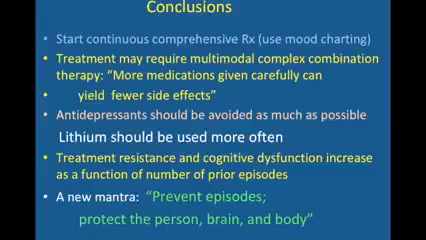 Conclusions
• Start continuous comprehensive Rx (use mood charting)
• Treatment may require multimodal complex combination
therapy: “More medications given carefully can
• yield fewer side effects”
• Antidepressants should be avoided as much as possible
Lithium should be used more often
• Treatment resistance and cognitive dysfunction increase
as a function of number of prior episodes
• A new mantra: “Prevent episodes;
protect the person, brain, and body”